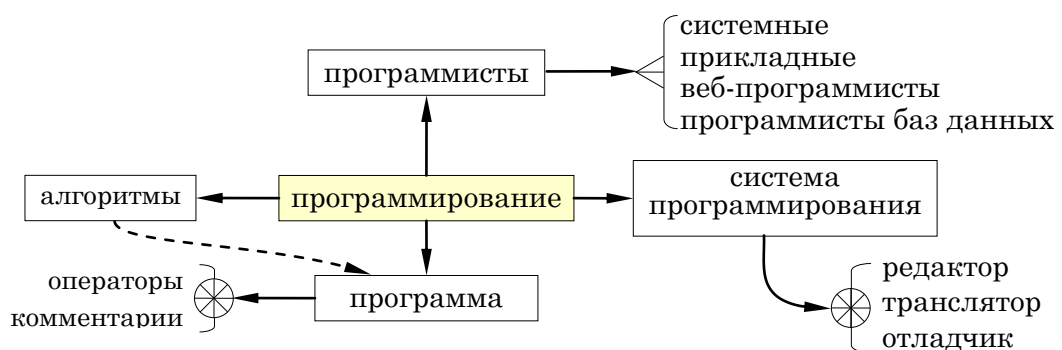 системные
прикладные
веб-программисты
программисты баз данных
программисты
алгоритмы
программирование
система
программирования
операторы
комментарии
программа
редактор
транслятор
отладчик